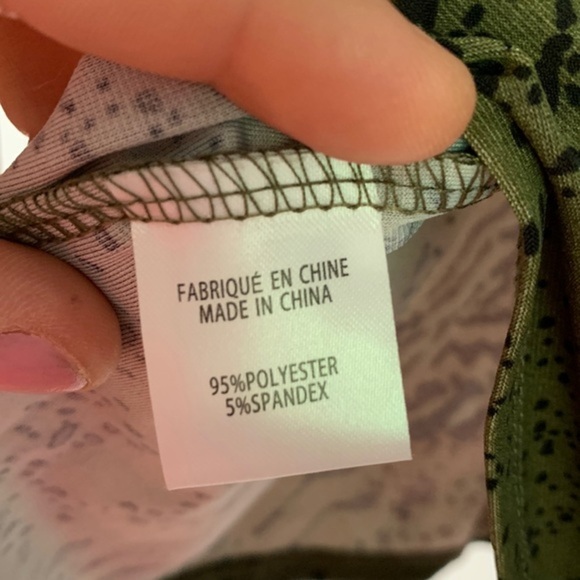 FABRIQUÉ EN CHINE
MADE IN CHINA
95%POLYESTER
5%SPANDEX